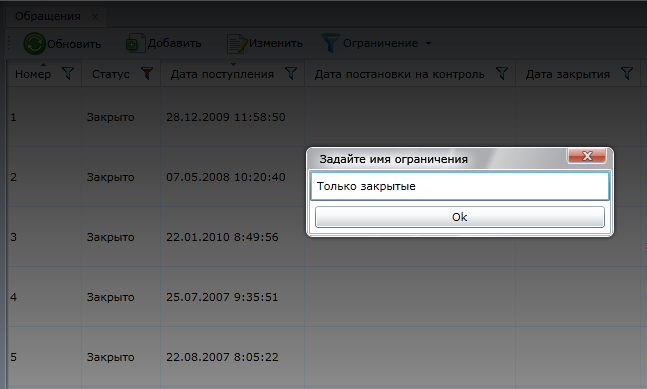 Обращения x
Обновить Добавить Изменить Ограничение
Номер Статус Дата поступления Дата постановки на контроль Дата закрытия
1 Закрыто 28.12.2009 11:58:50
Задайте имя ограничения
Только закрытые
Ok
2 Закрыто 07.05.2008 10:20:40
3 Закрыто 22.01.2010 8:49:56
4 Закрыто 25.07.2007 9:35:51
5 Закрыто 22.08.2007 8:05:22